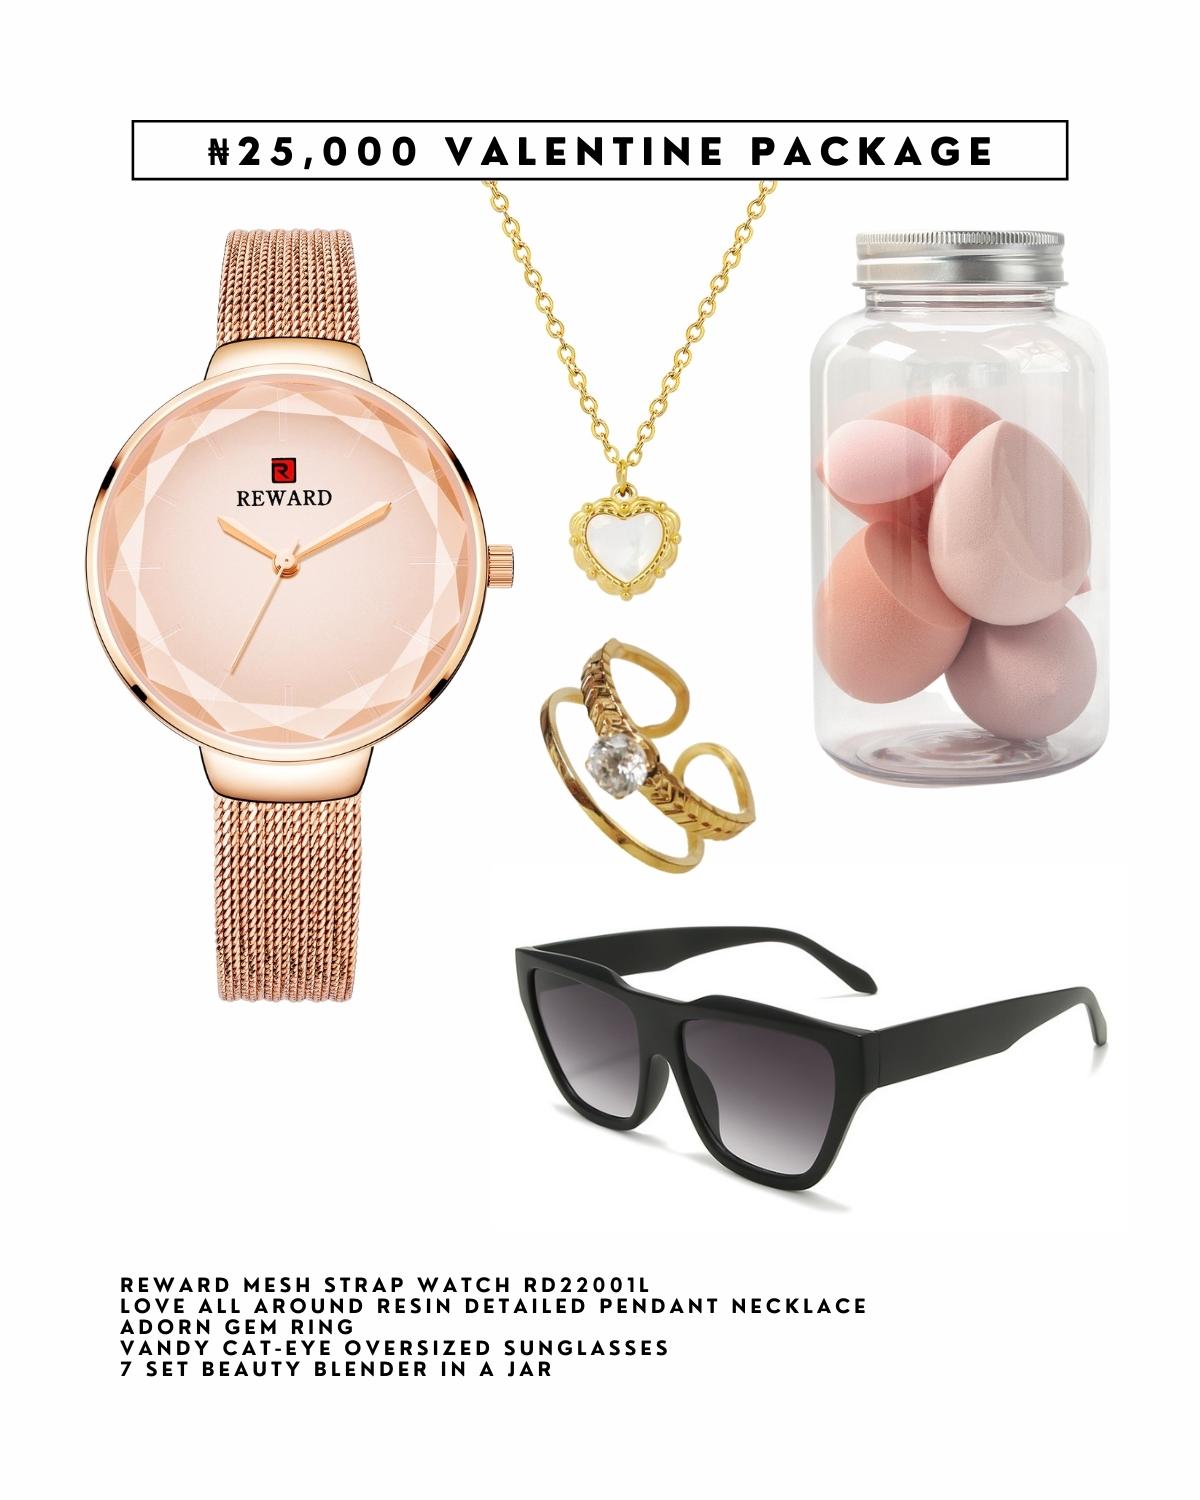 ₦25,000 VALENTINE PACKAGE
R
REWARD
REWARD MESH STRAP WATCH RD22001L
LOVE ALL AROUND RESIN DETAILED PENDANT NECKLACE
ADORN GEM RING
VANDY CAT-EYE OVERSIZED SUNGLASSES
7 SET BEAUTY BLENDER IN A JAR